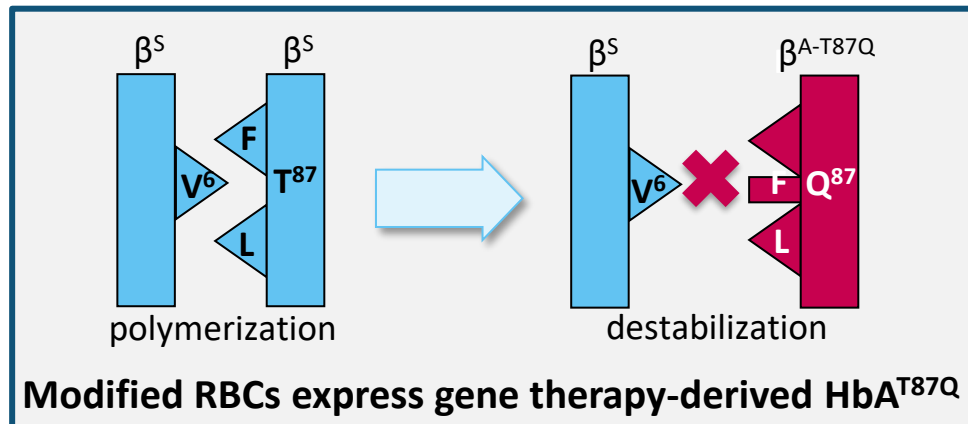 βˢ βˢ βˢ βᴬ⁻ᵀ⁸⁷Q
F
V⁶ T⁸⁷ V⁶ F Q⁸⁷
L L
polymerization destabilization
Modified RBCs express gene therapy-derived HbAᵀ⁸⁷Q